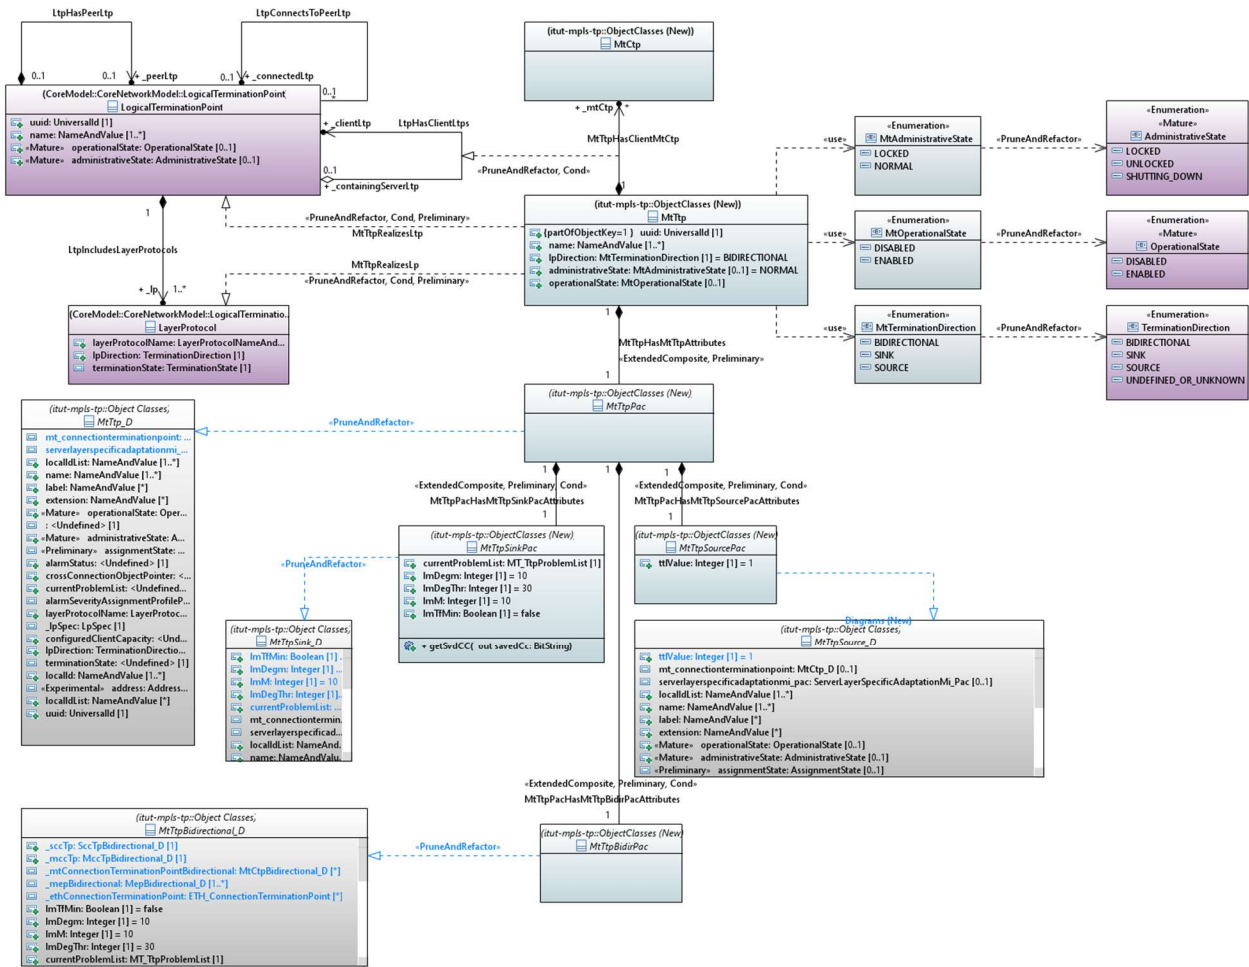 LtpHasPeerLtp
LtpConnectsToPeerLtp
0..1
0..1
+ _peerLtp
0..1
+ _connectedLtp
0..1
*
(CoreModel::CoreNetworkModel::LogicalTerminationPoint)
LogicalTerminationPoint
uuid: UniversalId [1]
name: NameAndValue [1..*]
«Mature» operationalState: OperationalState [0..1]
«Mature» administrativeState: AdministrativeState [0..1]
+ _clientLtp
LtpHasClientLtps
0..1
+ _containingServerLtp
(itut-mpls-tp::ObjectClasses (New))
MtCtp
+ _mtCtp
*
MtTtpHasClientMtCtp
«PruneAndRefactor, Cond»
1
(itut-mpls-tp::ObjectClasses (New))
MtTtp
{partOfObjectKey=1 } uuid: UniversalId [1]
name: NameAndValue [1..*]
lpDirection: MtTerminationDirection [1] = BIDIRECTIONAL
administrativeState: MtAdministrativeState [0..1] = NORMAL
operationalState: MtOperationalState [0..1]
«use»
«Enumeration»
MtAdministrativeState
LOCKED
NORMAL
«PruneAndRefactor»
«Enumeration»
«Mature»
AdministrativeState
LOCKED
UNLOCKED
SHUTTING_DOWN
«use»
«Enumeration»
MtOperationalState
DISABLED
ENABLED
«PruneAndRefactor»
«Enumeration»
«Mature»
OperationalState
DISABLED
ENABLED
«use»
«Enumeration»
MtTerminationDirection
BIDIRECTIONAL
SINK
SOURCE
«PruneAndRefactor»
«Enumeration»
TerminationDirection
BIDIRECTIONAL
SINK
SOURCE
UNDEFINED_OR_UNKNOWN
1
LtpIncludesLayerProtocols
+ _lp
1..*
«PruneAndRefactor, Cond, Preliminary»
MtTtpRealizesLtp
MtTtpRealizesLp
«PruneAndRefactor, Cond, Preliminary»
(CoreModel::CoreNetworkModel::LogicalTerminatio...
LayerProtocol
layerProtocolName: LayerProtocolNameAnd...
lpDirection: TerminationDirection [1]
terminationState: TerminationState [1]
1
MtTtpHasMtTtpAttributes
«ExtendedComposite, Preliminary»
1
(itut-mpls-tp::ObjectClasses (New)
MtTtpPac
«PruneAndRefactor»
(itut-mpls-tp::Object Classes)
MtTtp_D
mt_connectionterminationpoint: ...
serverlayerspecificadaptationmi_...
localIdList: NameAndValue [1..*]
name: NameAndValue [1..*]
label: NameAndValue [*]
extension: NameAndValue [*]
«Mature» operationalState: Oper...
: <Undefined> [1]
«Mature» administrativeState: A...
«Preliminary» assignmentState: ...
alarmStatus: <Undefined> [1]
crossConnectionObjectPointer: <...
currentProblemList: <Undefined...
alarmSeverityAssignmentProfileP...
layerProtocolName: LayerProtoc...
_lpSpec: LpSpec [1]
configuredClientCapacity: <Und...
lpDirection: TerminationDirectio...
terminationState: <Undefined> [1]
localId: NameAndValue [1..*]
«Experimental» address: Address...
localIdList: NameAndValue [*]
uuid: UniversalId [1]
1
1
1
«ExtendedComposite, Preliminary, Cond»
MtTtpPacHasMtTtpSinkPacAttributes
1
«ExtendedComposite, Preliminary, Cond»
MtTtpPacHasMtTtpSourcePacAttributes
1
(itut-mpls-tp::ObjectClasses (New)
MtTtpSinkPac
currentProblemList: MT_TtpProblemList [1]
lmDegm: Integer [1] = 10
lmDegThr: Integer [1] = 30
lmM: Integer [1] = 10
lmTfMin: Boolean [1] = false
+ getSvdCC( out savedCc: BitString)
(itut-mpls-tp::ObjectClasses (New)
MtTtpSourcePac
ttlValue: Integer [1] = 1
«PruneAndRefactor»
(itut-mpls-tp::Object Classes)
MtTtpSink_D
lmTfMin: Boolean [1] ...
lmDegm: Integer [1] ...
lmM: Integer [1] = 10
lmDegThr: Integer [1]...
currentProblemList: ...
mt_connectiontermin...
serverlayerspecificad...
localIdList: NameAnd...
name: NameAndValu...
Diagrams (New)
(itut-mpls-tp::Object Classes)
MtTtpSource_D
ttlValue: Integer [1] = 1
mt_connectionterminationpoint: MtCtp_D [0..1]
serverlayerspecificadaptationmi_pac: ServerLayerSpecificAdaptationMi_Pac [0..1]
localIdList: NameAndValue [1..*]
name: NameAndValue [1..*]
label: NameAndValue [*]
extension: NameAndValue [*]
«Mature» operationalState: OperationalState [0..1]
«Mature» administrativeState: AdministrativeState [0..1]
«Preliminary» assignmentState: AssignmentState [0..1]
«ExtendedComposite, Preliminary, Cond»
MtTtpPacHasMtTtpBidirPacAttributes
1
(itut-mpls-tp::Object Classes)
MtTtpBidirectional_D
_sccTp: SccTpBidirectional_D [1]
_mccTp: MccTpBidirectional_D [1]
_mtConnectionTerminationPointBidirectional: MtCtpBidirectional_D [*]
_mepBidirectional: MepBidirectional_D [1..*]
_ethConnectionTerminationPoint: ETH_ConnectionTerminationPoint [*]
lmTfMin: Boolean [1] = false
lmDegm: Integer [1] = 10
lmM: Integer [1] = 10
lmDegThr: Integer [1] = 30
currentProblemList: MT_TtpProblemList [1]
«PruneAndRefactor»
(itut-mpls-tp::ObjectClasses (New)
MtTtpBidirPac